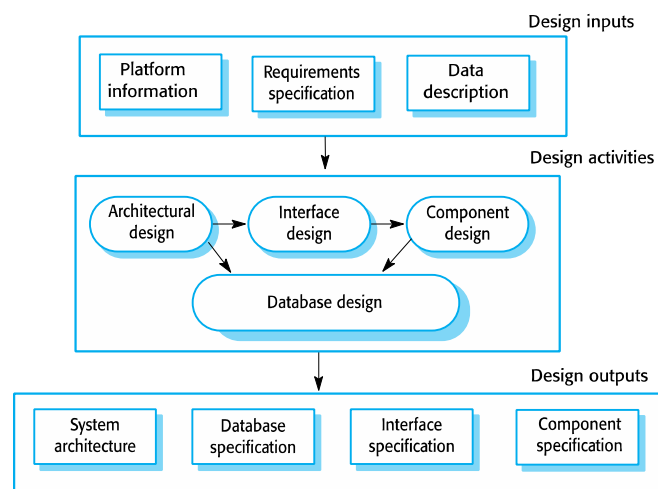 Design inputs
Platform
information
Requirements
specification
Data
description
Design activities
Architectural
design
Interface
design
Component
design
Database design
Design outputs
System
architecture
Database
specification
Interface
specification
Component
specification